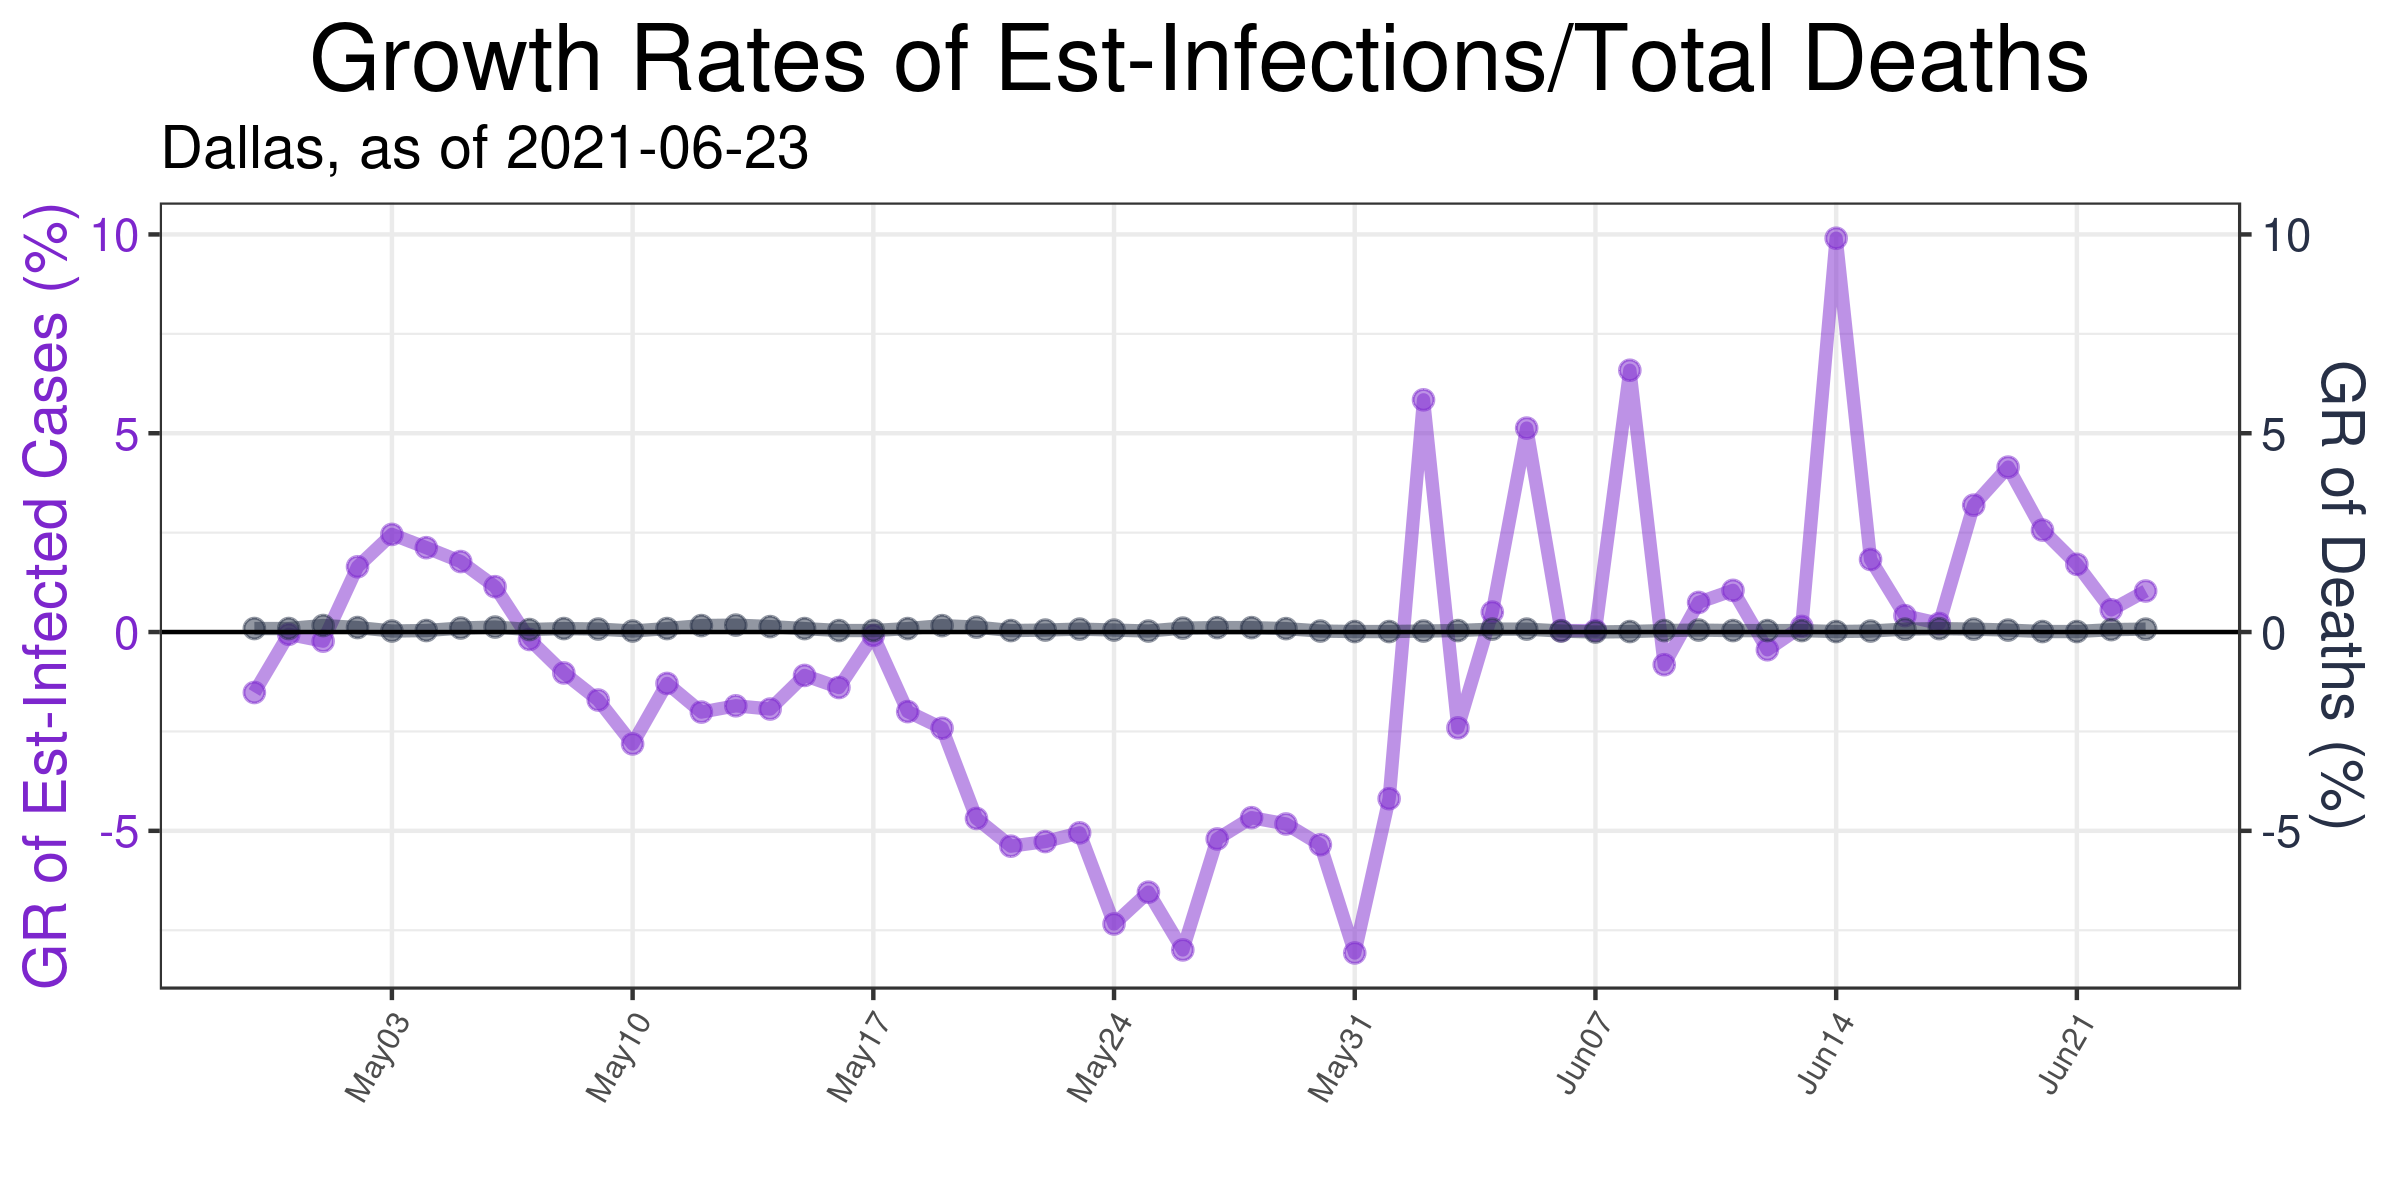 Growth Rates of Est-Infections/Total Deaths
Dallas, as of 2021-06-23
GR of Est-Infected Cases (%)
10
5
0
-5
10
5
0
-5
GR of Deaths (%)
May03
May10
May17
May24
May31
Jun07
Jun14
Jun21